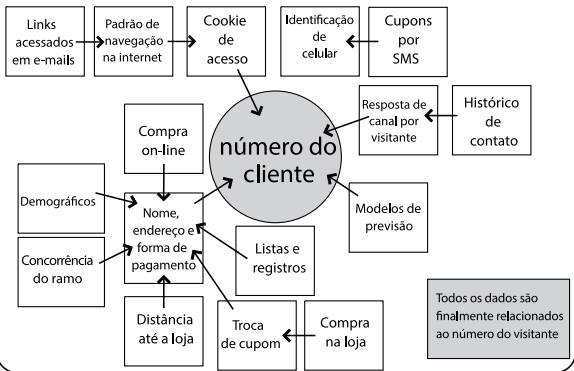 Links
acessados
em e-mails
Padrão de
navegação
na internet
Cookie
de
acesso
Identificação
de
celular
Cupons
por
SMS
Compra
on-line
número do
cliente
Resposta de
canal por
visitante
Histórico
de
contato
Demográficos
Nome,
endereço e
forma de
pagamento
Modelos de
previsão
Concorrência
do ramo
Listas e
registros
Distância
até a loja
Troca
de cupom
Compra
na loja
Todos os dados são
finalmente relacionados
ao número do visitante